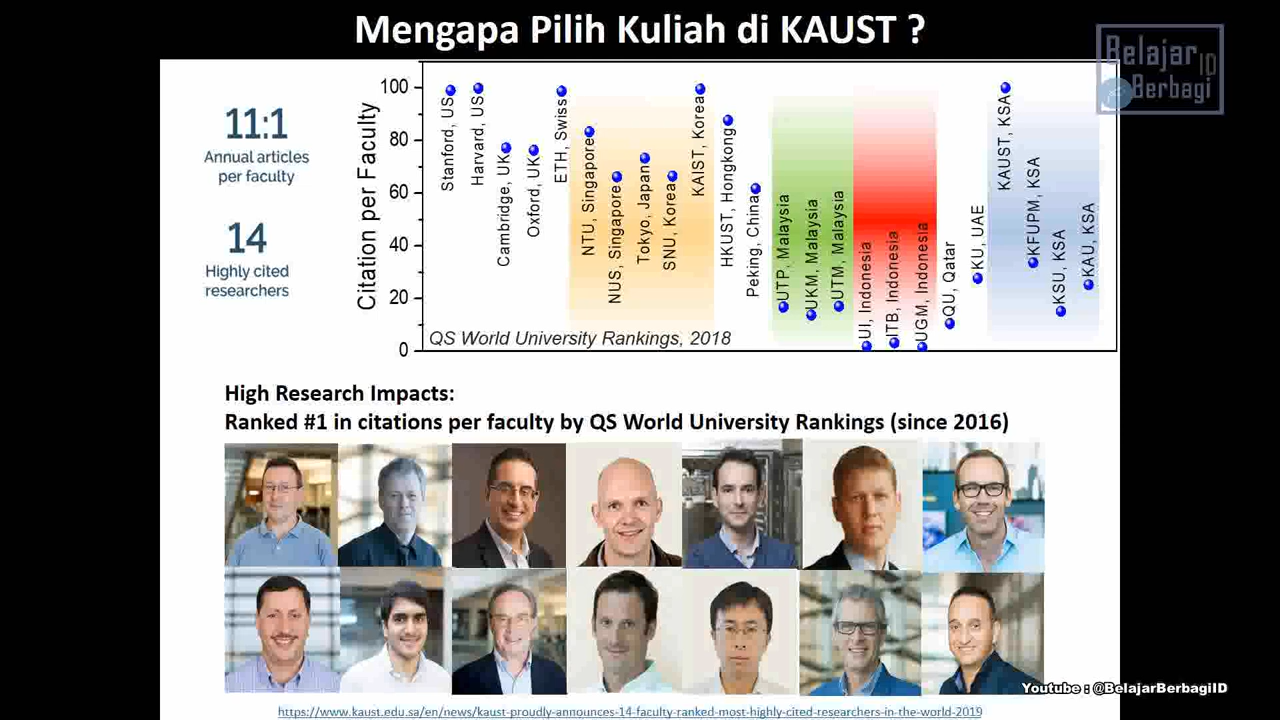 Mengapa Pilih Kuliah di KAUST ?
Belajar
ID
Berbagi
11:1
Annual articles
per faculty
14
Highly cited
researchers
Citation per Faculty
100
80
60
40
20
0
Stanford, US
Harvard, US
Cambridge, UK
Oxford, UK
ETH, Swiss
NTU, Singapore
NUS, Singapore
Tokyo, Japan
SNU, Korea
KAIST, Korea
HKUST, Hongkong
Peking, China
UTP, Malaysia
UKM, Malaysia
UTM, Malaysia
UI, Indonesia
ITB, Indonesia
UGM, Indonesia
QU, Qatar
KU, UAE
KAUST, KSA
KFUPM, KSA
KSU, KSA
KAU, KSA
QS World University Rankings, 2018
High Research Impacts:
Ranked #1 in citations per faculty by QS World University Rankings (since 2016)
Youtube : @BelajarBerbagiID
https://www.kaust.edu.sa/en/news/kaust-proudly-announces-14-faculty-ranked-most-highly-cited-researchers-in-the-world-2019